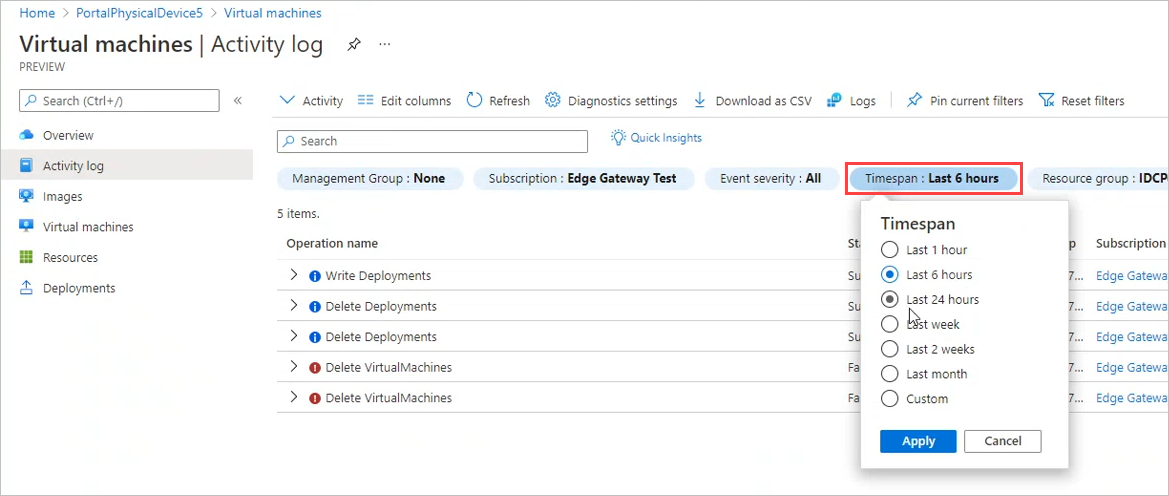 Home > PortalPhysicalDevice5 > Virtual machines
Virtual machines | Activity log
PREVIEW
Search (Ctrl+/)
Overview
Activity log
Images
Virtual machines
Resources
Deployments
Activity Edit columns Refresh Diagnostics settings Download as CSV Logs Pin current filters Reset filters
Search Quick Insights
Management Group : None Subscription : Edge Gateway Test Event severity : All Timespan : Last 6 hours Resource group : IDCP
5 items.
Operation name Sta p Subscription
Write Deployments Su 7... Edge Gatewa
Delete Deployments Su 7... Edge Gatewa
Delete Deployments Su 7... Edge Gatewa
Delete VirtualMachines Fa 7... Edge Gatewa
Delete VirtualMachines Fa 7... Edge Gatewa
Timespan
Last 1 hour
Last 6 hours
Last 24 hours
Last week
Last 2 weeks
Last month
Custom
Apply Cancel